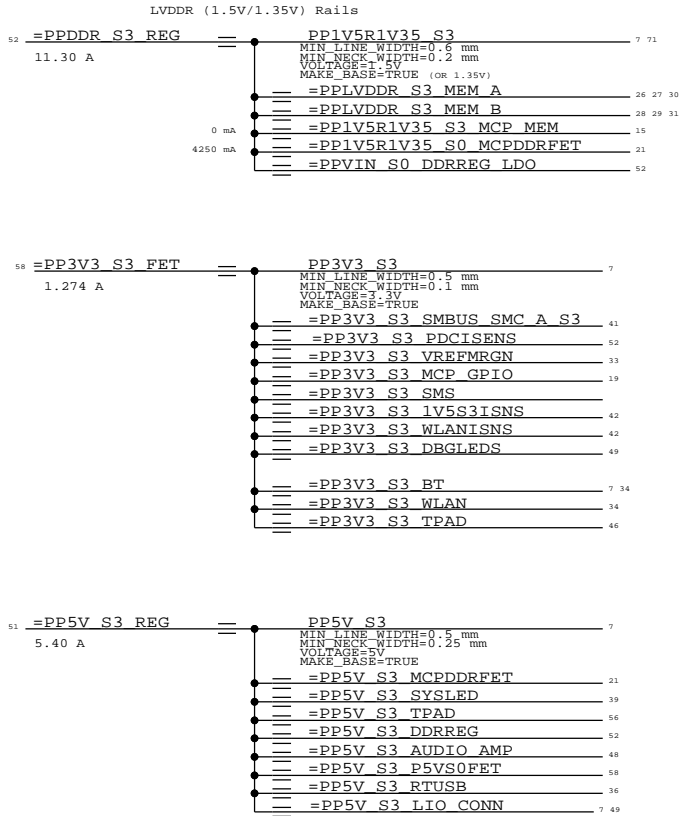 LVDDR (1.5V/1.35V) Rails
52 =PPDDR_S3_REG PP1V5R1V35_S3 7 71
11.30 A MIN_LINE_WIDTH=0.6 mm
MIN_NECK_WIDTH=0.2 mm
VOLTAGE=1.5V
MAKE_BASE=TRUE (OR 1.35V)
=PPLVDDR_S3_MEM_A 26 27 30
=PPLVDDR_S3_MEM_B 28 29 31
0 mA =PP1V5R1V35_S3_MCP_MEM 15
4250 mA =PP1V5R1V35_S0_MCPDDRFET 21
=PPVIN_S0_DDRREG_LDO 52
58 =PP3V3_S3_FET PP3V3_S3 7
1.274 A MIN_LINE_WIDTH=0.5 mm
MIN_NECK_WIDTH=0.1 mm
VOLTAGE=3.3V
MAKE_BASE=TRUE
=PP3V3_S3_SMBUS_SMC_A_S3 41
=PP3V3_S3_PDCISENS 52
=PP3V3_S3_VREFMRGN 33
=PP3V3_S3_MCP_GPIO 19
=PP3V3_S3_SMS
=PP3V3_S3_1V5S3ISNS 42
=PP3V3_S3_WLANISNS 42
=PP3V3_S3_DBGLEDS 49
=PP3V3_S3_BT 7 34
=PP3V3_S3_WLAN 34
=PP3V3_S3_TPAD 46
51 =PP5V_S3_REG PP5V_S3 7
5.40 A MIN_LINE_WIDTH=0.5 mm
MIN_NECK_WIDTH=0.25 mm
VOLTAGE=5V
MAKE_BASE=TRUE
=PP5V_S3_MCPDDRFET 21
=PP5V_S3_SYSLED 39
=PP5V_S3_TPAD 56
=PP5V_S3_DDRREG 52
=PP5V_S3_AUDIO_AMP 48
=PP5V_S3_P5VS0FET 58
=PP5V_S3_RTUSB 36
=PP5V_S3_LIO_CONN 7 49